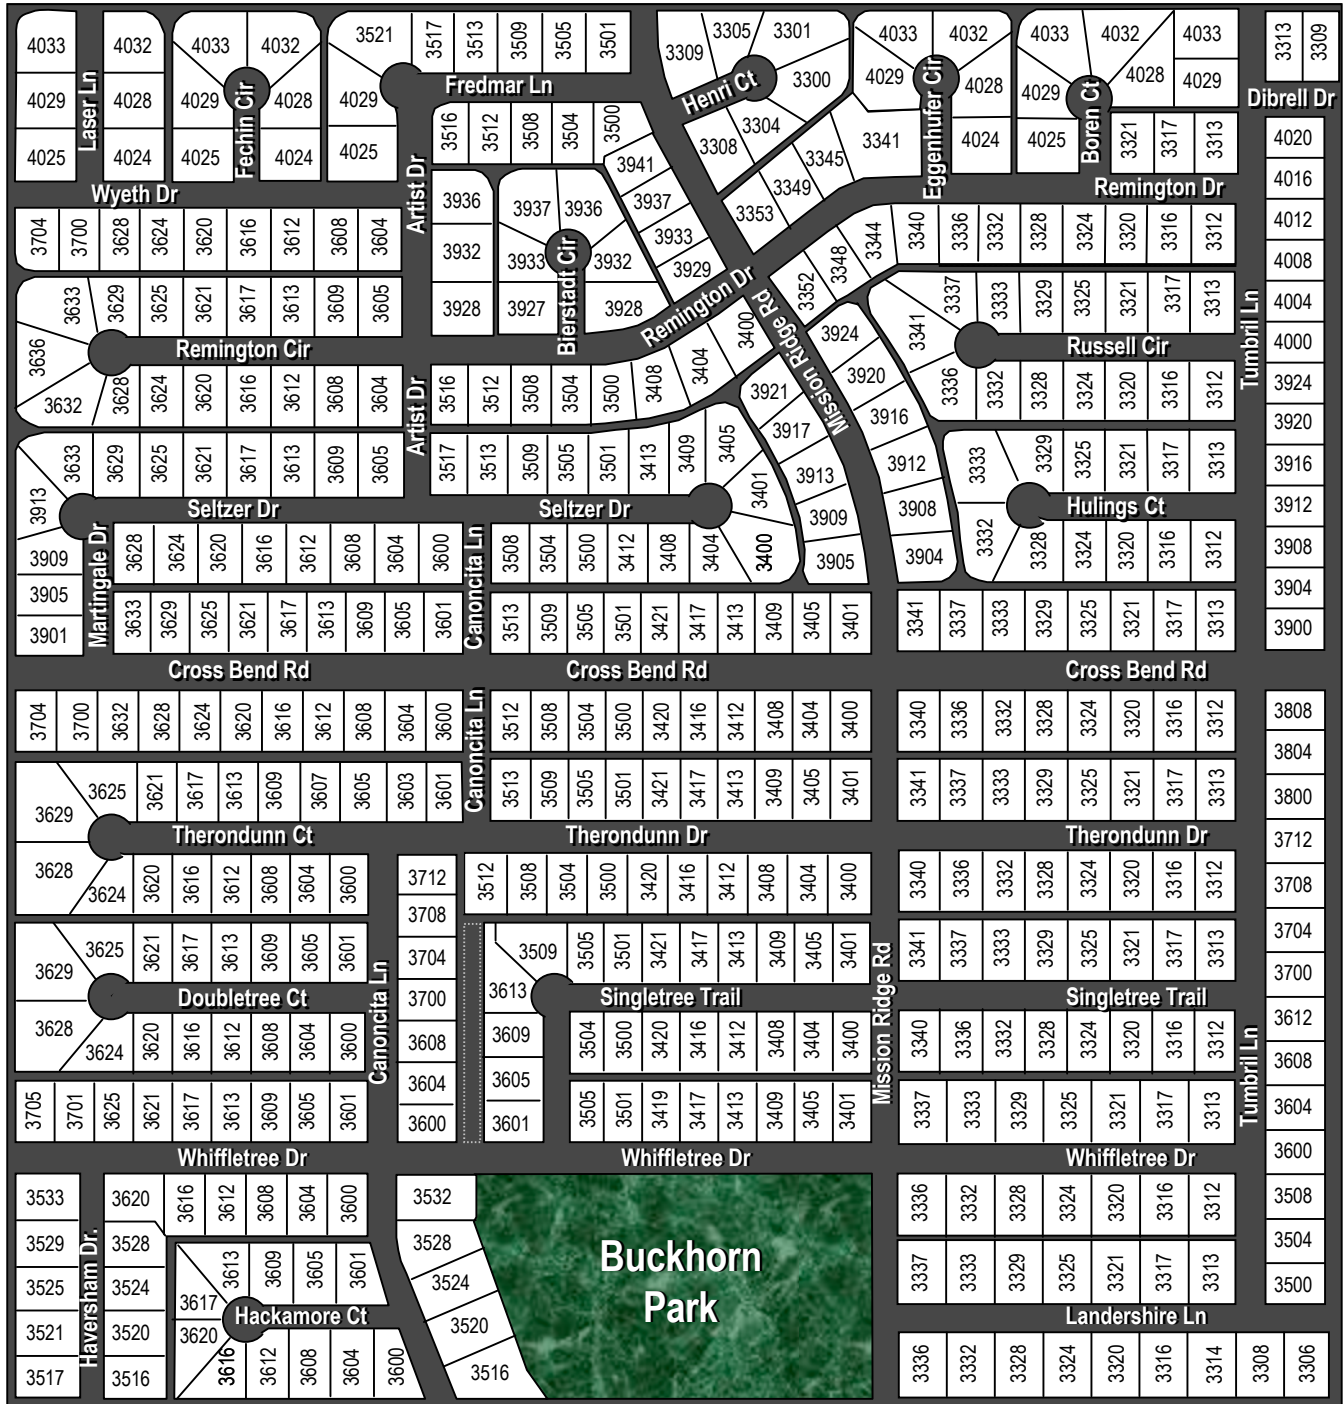 4033 4032 4033 4032 3521 3517 3513 3509 3505 3501 3309 3305 3301 4033 4032 4033 4032 4033 3313 3309
4029 4028 4029 4028 4029 3300 4029 4028 4029 4028 4029
Laser Ln Fechin Cir Fredmar Ln Henri Ct Eggenhufer Cir Boren Ct Dibrell Dr
4025 4024 4025 4024 4025 3516 3512 3508 3504 3500 3308 3304 3345 3341 4024 4025 3321 3317 3313 4020
3941 3349 3353 4016
Wyeth Dr Artist Dr Remington Dr
3936 3937 3936 3937 4012
3704 3700 3628 3624 3620 3616 3612 3608 3604 3932 3933 3932 3933 3929 3352 3348 3344 3340 3336 3332 3328 3324 3320 3316 3312 4008
3633 3629 3625 3621 3617 3613 3609 3605 3928 3927 3928 3400 3341 3337 3333 3329 3325 3321 3317 3313 4004
Bierstadt Cir Remington Dr Mission Ridge Rd Tumbril Ln
3636 Remington Cir 3924 Russell Cir 4000
3632 3628 3624 3620 3616 3612 3608 3604 3516 3512 3508 3504 3500 3408 3404 3921 3920 3336 3332 3328 3324 3320 3316 3312 3924
Artist Dr 3917 3916 3920
3913 3633 3629 3625 3621 3617 3613 3609 3605 3517 3513 3509 3505 3501 3413 3409 3405 3401 3913 3912 3333 3329 3325 3321 3317 3313 3916
Seltzer Dr Seltzer Dr 3909 3908 Hulings Ct 3912
3909 3628 3624 3620 3616 3612 3608 3604 3600 3508 3504 3500 3412 3408 3404 3400 3905 3904 3332 3328 3324 3320 3316 3312 3908
3905 Martingale Dr Canoncita Ln 3904
3901 3633 3629 3625 3621 3617 3613 3609 3605 3601 3513 3509 3505 3501 3421 3417 3413 3409 3405 3401 3341 3337 3333 3329 3325 3321 3317 3313 3900
Cross Bend Rd Cross Bend Rd Cross Bend Rd
3704 3700 3632 3628 3624 3620 3616 3612 3608 3604 3600 3512 3508 3504 3500 3420 3416 3412 3408 3404 3400 3340 3336 3332 3328 3324 3320 3316 3312 3808
Canoncita Ln 3804
3629 3625 3621 3617 3613 3609 3607 3605 3603 3601 3513 3509 3505 3501 3421 3417 3413 3409 3405 3401 3341 3337 3333 3329 3325 3321 3317 3313 3800
Therondunn Ct Therondunn Dr Therondunn Dr 3712
3628 3624 3620 3616 3612 3608 3604 3600 3712 3512 3508 3504 3500 3420 3416 3412 3408 3404 3400 3340 3336 3332 3328 3324 3320 3316 3312 3708
3708
3629 3625 3621 3617 3613 3609 3605 3601 3704 3509 3505 3501 3421 3417 3413 3409 3405 3401 3341 3337 3333 3329 3325 3321 3317 3313 3704
Canoncita Ln Mission Ridge Rd 3700
Doubletree Ct 3700 3613 Singletree Trail Singletree Trail 3612
3628 3624 3620 3616 3612 3608 3604 3600 3608 3609 3504 3500 3420 3416 3412 3408 3404 3400 3340 3336 3332 3328 3324 3320 3316 3312 3608
Tumbril Ln
3705 3701 3625 3621 3617 3613 3609 3605 3601 3604 3605 3505 3501 3419 3417 3413 3409 3405 3401 3337 3333 3329 3325 3321 3317 3313 3604
3600 3601
Whiffletree Dr Whiffletree Dr Whiffletree Dr 3600
3533 3620 3616 3612 3608 3604 3600 3532 3336 3332 3328 3324 3320 3316 3312 3508
3529 3528 3528 3504
Haversham Dr.
3525 3524 3617 3613 3609 3605 3601 3524 Buckhorn 3337 3333 3329 3325 3321 3317 3313 3500
Park
3521 3520 3620 Hackamore Ct 3520 Landershire Ln
3517 3516 3616 3612 3608 3604 3600 3516 3336 3332 3328 3324 3320 3316 3314 3308 3306